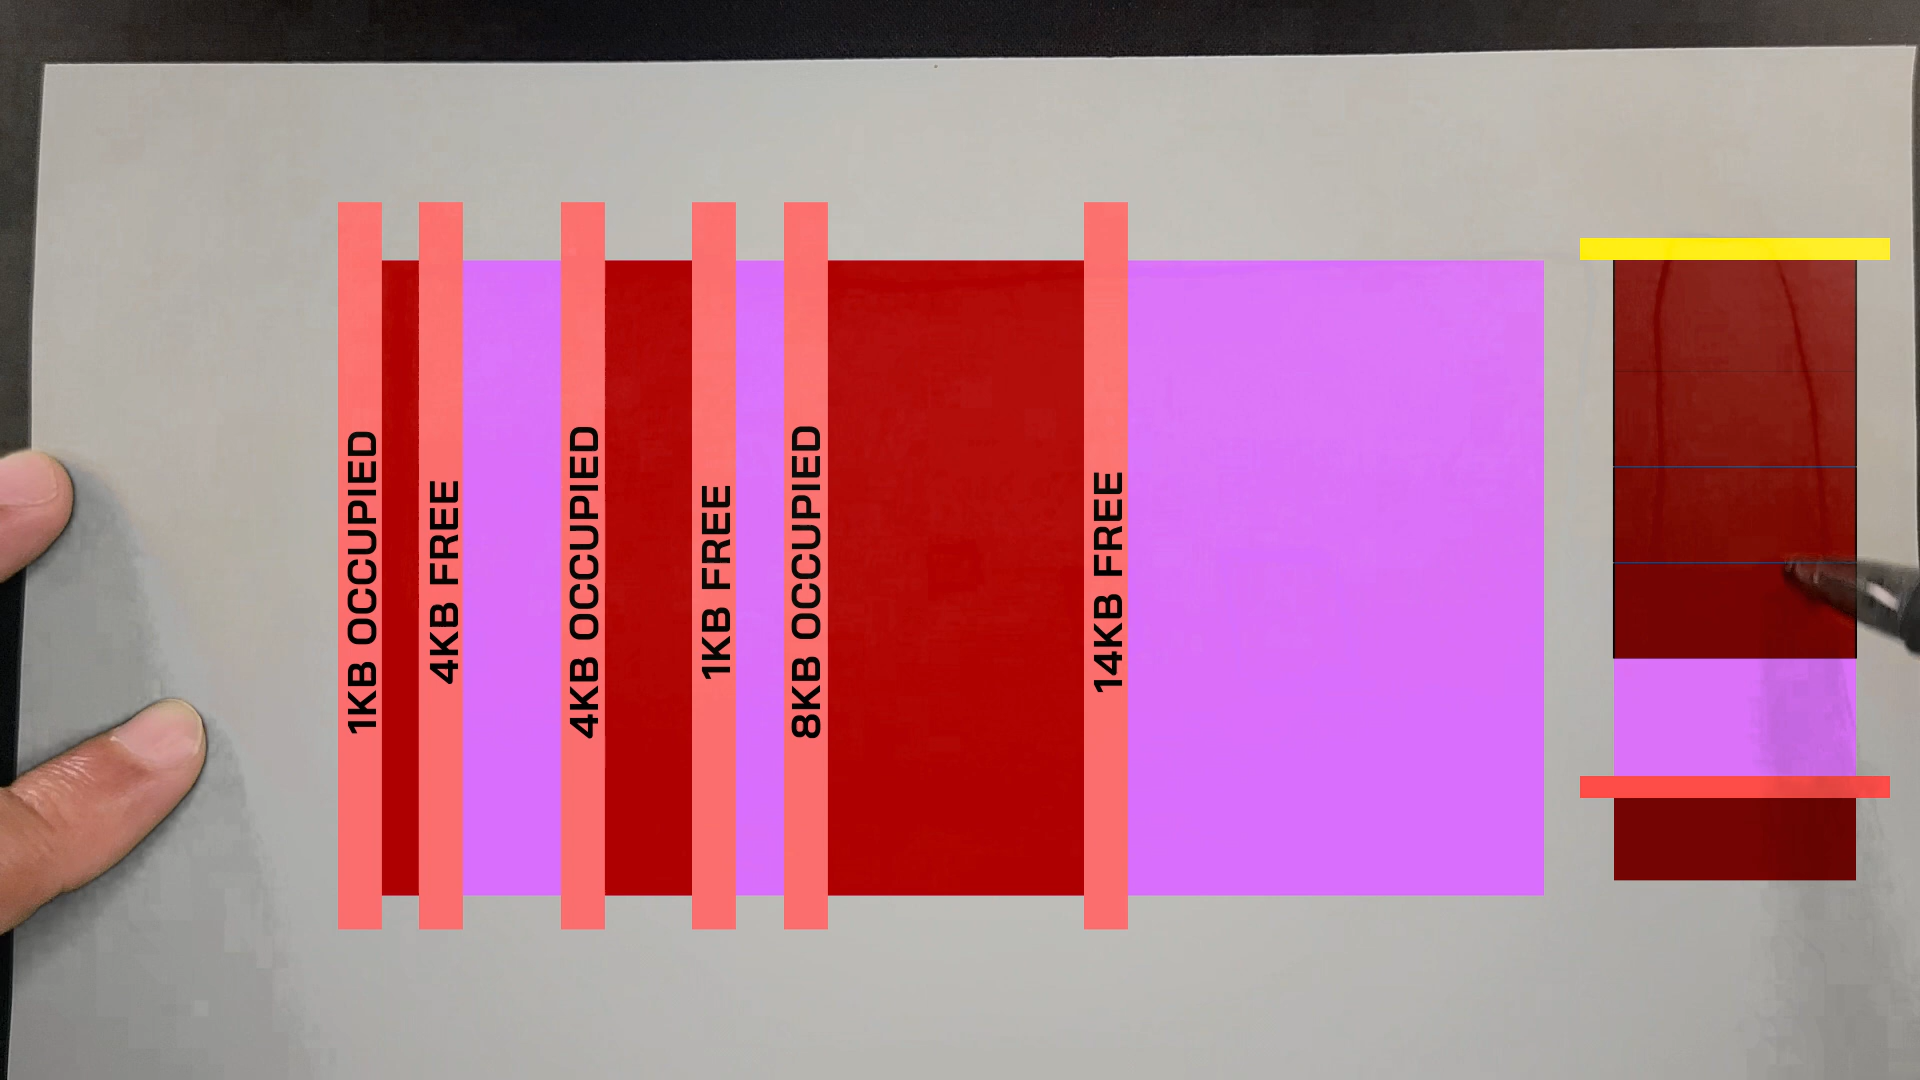 1KB OCCUPIED
4KB FREE
4KB OCCUPIED
1KB FREE
8KB OCCUPIED
14KB FREE